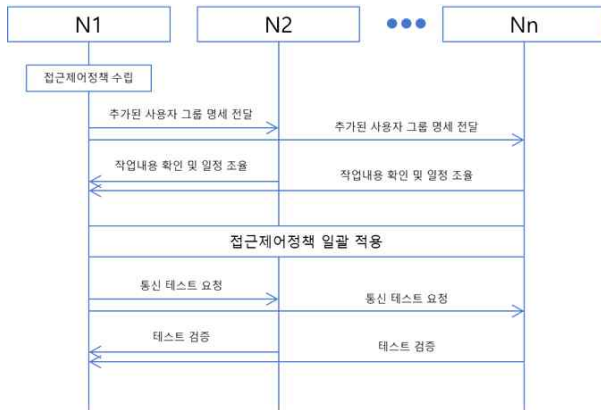 N1
N2
Nn
접근제어정책 수립
추가된 사용자 그룹 명세 전달
추가된 사용자 그룹 명세 전달
작업내용 확인 및 일정 조율
작업내용 확인 및 일정 조율
접근제어정책 일괄 적용
통신 테스트 요청
통신 테스트 요청
테스트 검증
테스트 검증